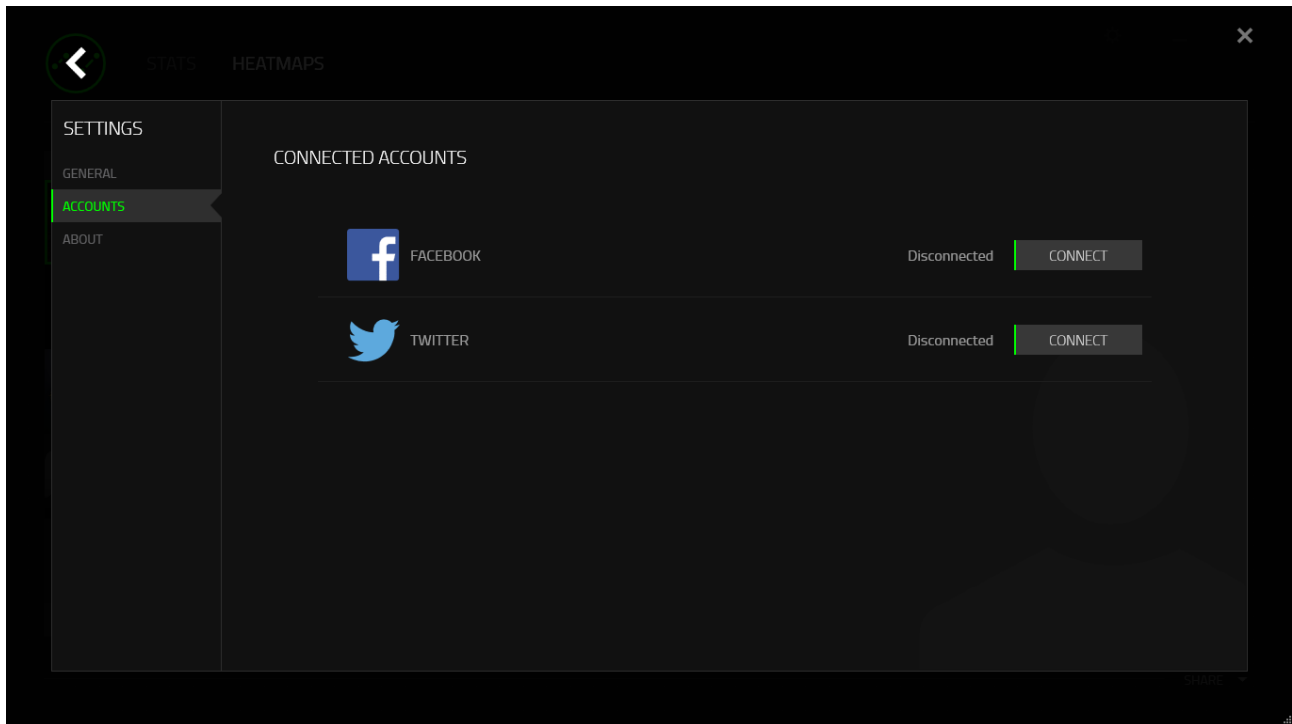 STATS HEATMAPS
SETTINGS
GENERAL
ACCOUNTS
ABOUT
CONNECTED ACCOUNTS
FACEBOOK Disconnected CONNECT
TWITTER Disconnected CONNECT
SHARE